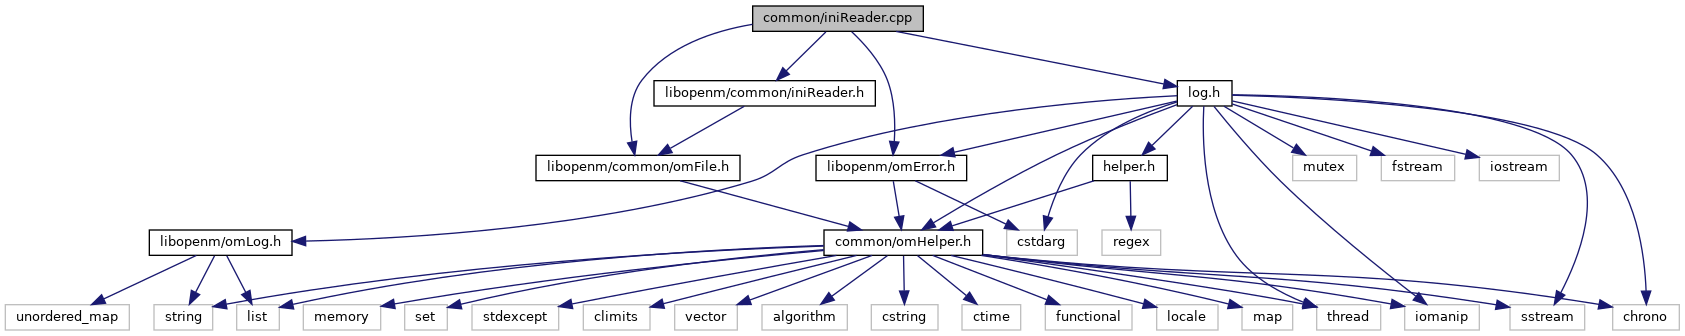 common/iniReader.cpp
libopenm/common/iniReader.h
log.h
libopenm/common/omFile.h
libopenm/omError.h
helper.h
mutex
fstream
iostream
libopenm/omLog.h
common/omHelper.h
cstdarg
regex
unordered_map
string
list
memory
set
stdexcept
climits
vector
algorithm
cstring
ctime
functional
locale
map
thread
iomanip
sstream
chrono